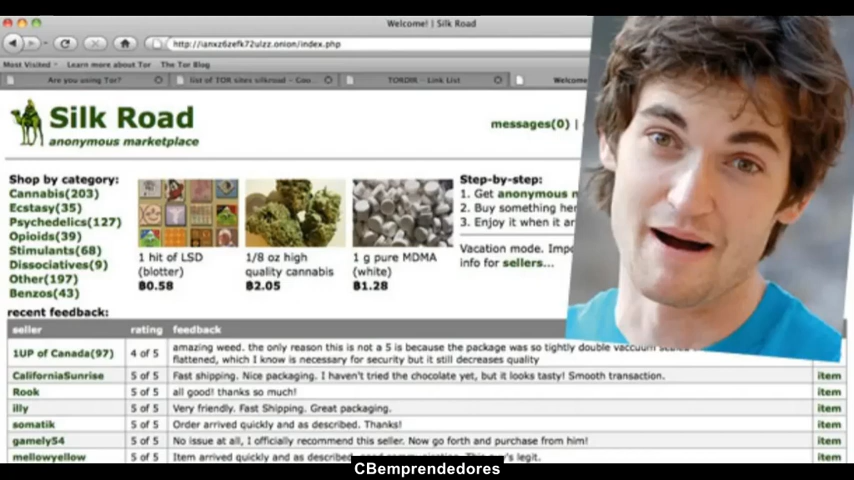 Welcome! | Silk Road
http://ianxz6zefk72ulzz.onion/index.php
Most Visited Learn more about Tor The Tor Blog
Are you using Tor? list of TOR sites silkroad - Goo... TORDIR - Link List Welcome
Silk Road
anonymous marketplace
messages(0) |
Shop by category:
Cannabis(203)
Ecstasy(35)
Psychedelics(127)
Opioids(39)
Stimulants(68)
Dissociatives(9)
Other(197)
Benzos(43)
1 hit of LSD
(blotter)
฿0.58
1/8 oz high
quality cannabis
฿2.05
1 g pure MDMA
(white)
฿1.28
Step-by-step:
1. Get anonymous
2. Buy something
3. Enjoy it when it
Vacation mode.
info for sellers...
recent feedback:
seller rating feedback
1UP of Canada(97) 4 of 5 amazing weed. the only reason this is not a 5 is because the package was so tightly double vaccuum
flattened, which I know is necessary for security but it still decreases quality
CaliforniaSunrise 5 of 5 Fast shipping. Nice packaging. I haven't tried the chocolate yet, but it looks tasty! Smooth transaction. item
Rook 5 of 5 all good! thanks so much! item
illy 5 of 5 Very friendly. Fast Shipping. Great packaging. item
somatik 5 of 5 Order arrived quickly and as described. Thanks! item
gamely54 5 of 5 No issue at all, I officially recommend this seller. Now go forth and purchase from him! item
mellowyellow 5 of 5 Item arrived quickly and as described, legit. item
CBemprendedores